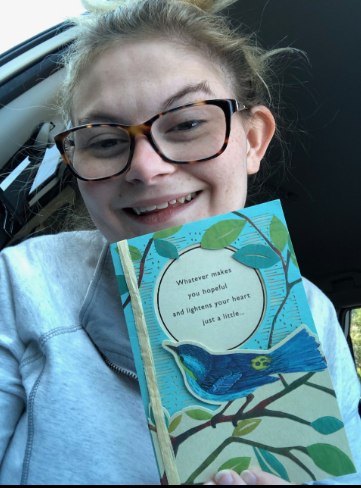 Whatever makes
you hopeful
and lightens your heart
just a little...